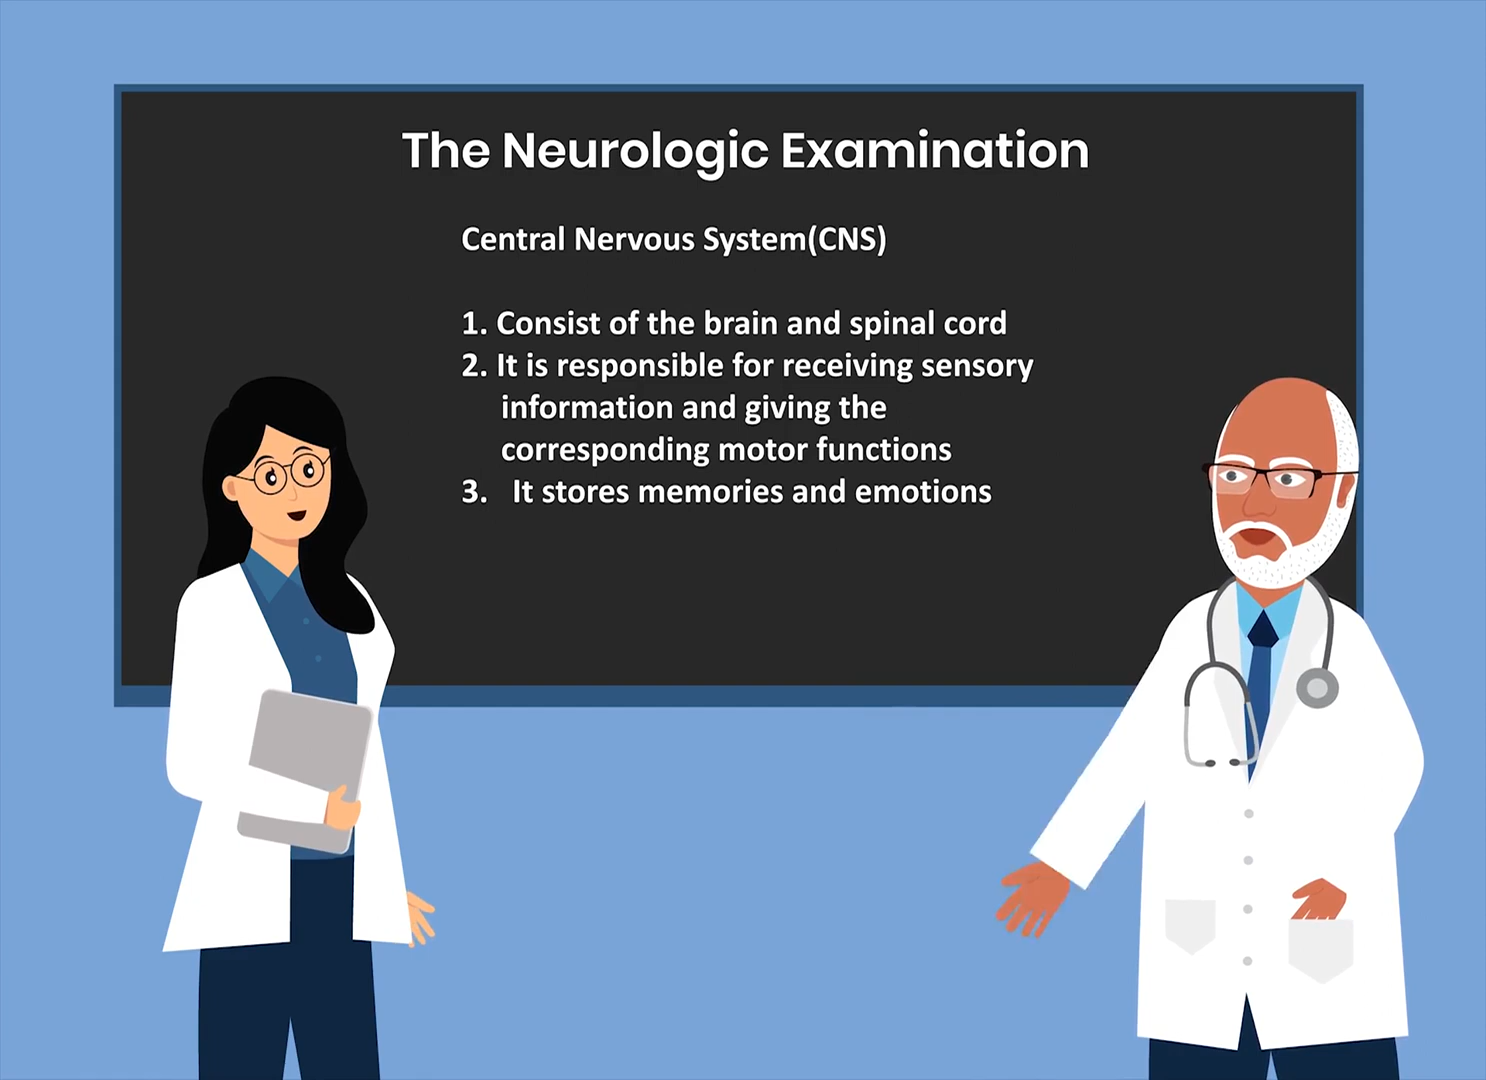 The Neurologic Examination
Central Nervous System(CNS)
1. Consist of the brain and spinal cord
2. It is responsible for receiving sensory
information and giving the
corresponding motor functions
3. It stores memories and emotions